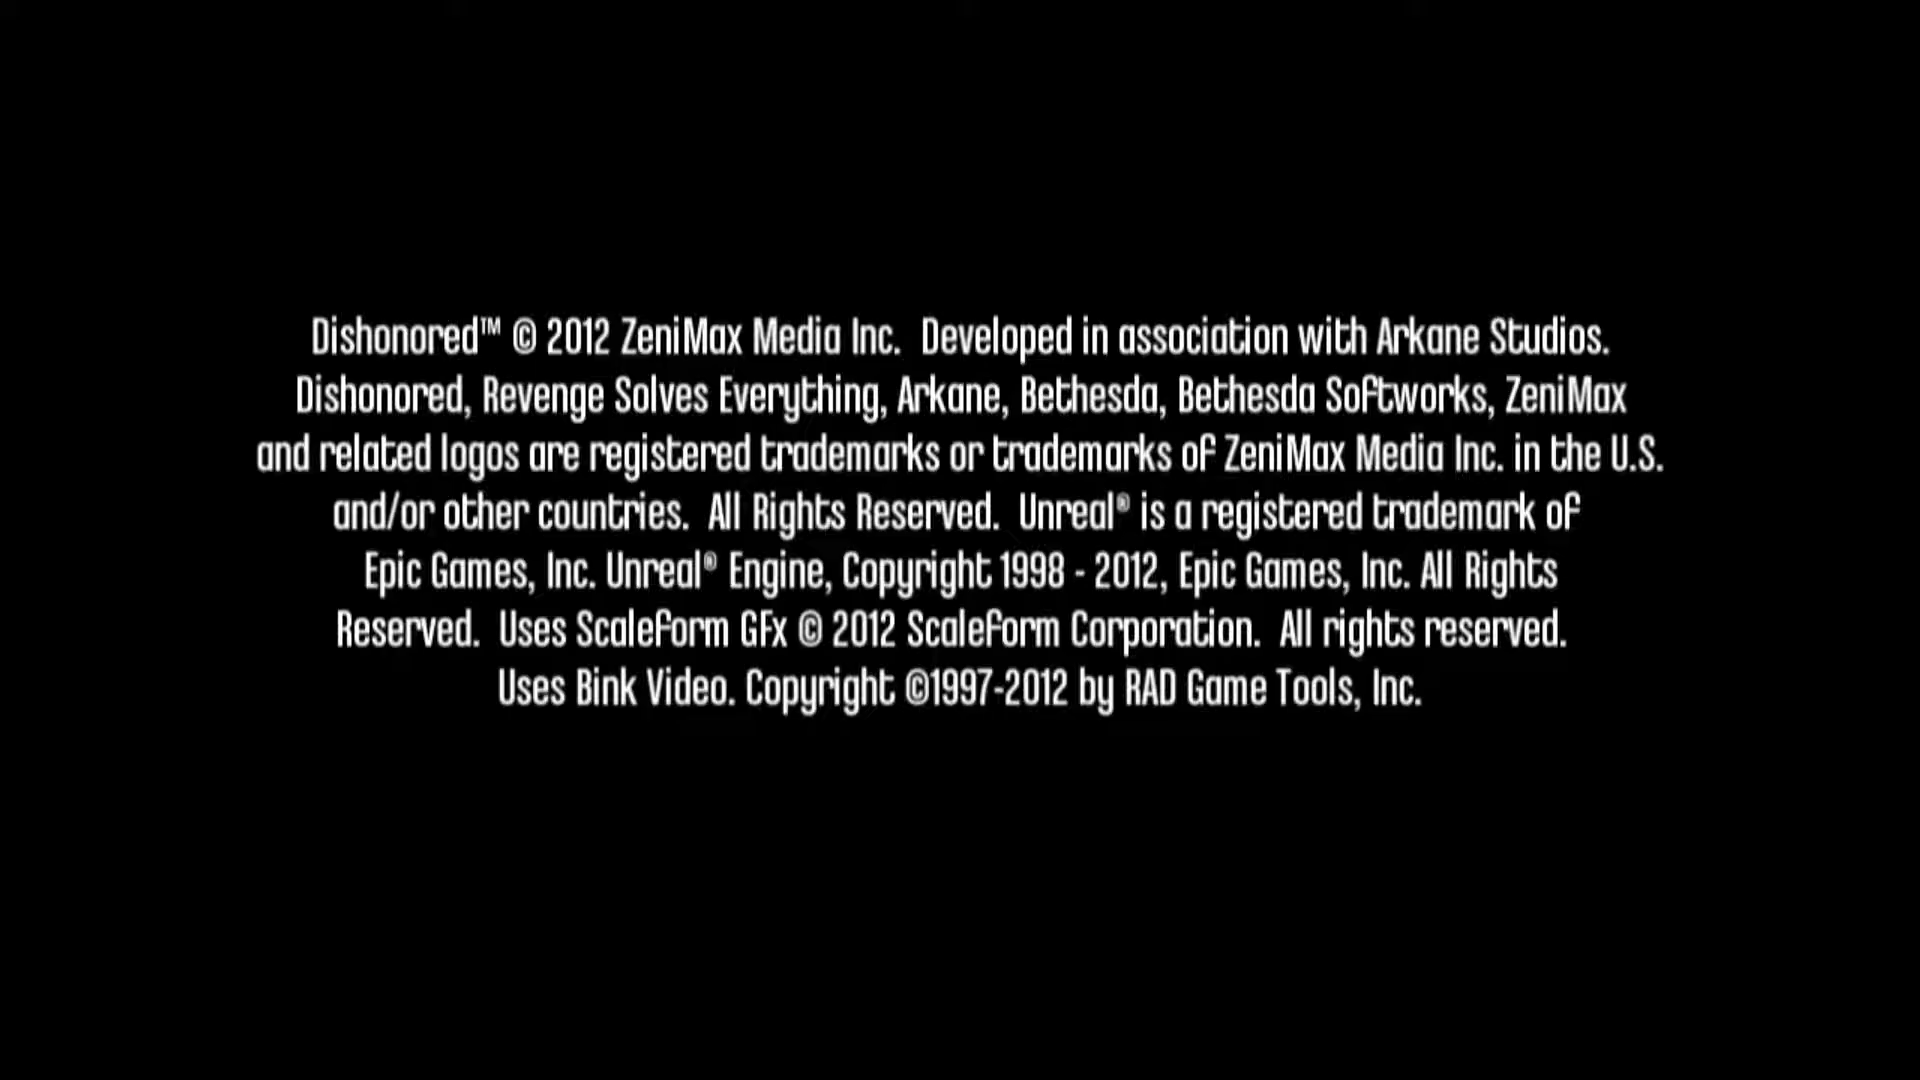 Dishonored™ © 2012 ZeniMax Media Inc.  Developed in association with Arkane Studios.
Dishonored, Revenge Solves Everything, Arkane, Bethesda, Bethesda Softworks, ZeniMax
and related logos are registered trademarks or trademarks of ZeniMax Media Inc. in the U.S.
and/or other countries.  All Rights Reserved.  Unreal® is a registered trademark of
Epic Games, Inc. Unreal® Engine, Copyright 1998 - 2012, Epic Games, Inc. All Rights
Reserved.  Uses Scaleform GFx © 2012 Scaleform Corporation.  All rights reserved.
Uses Bink Video. Copyright ©1997-2012 by RAD Game Tools, Inc.